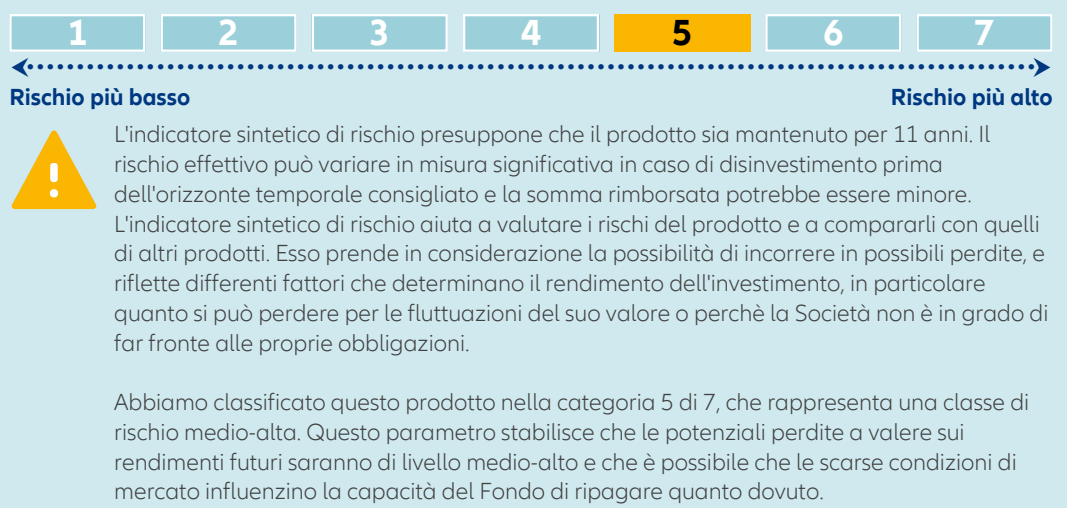 1 2 3 4 5 6 7
Rischio più basso Rischio più alto
L'indicatore sintetico di rischio presuppone che il prodotto sia mantenuto per 11 anni. Il
rischio effettivo può variare in misura significativa in caso di disinvestimento prima
dell'orizzonte temporale consigliato e la somma rimborsata potrebbe essere minore.
L'indicatore sintetico di rischio aiuta a valutare i rischi del prodotto e a compararli con quelli
di altri prodotti. Esso prende in considerazione la possibilità di incorrere in possibili perdite, e
riflette differenti fattori che determinano il rendimento dell'investimento, in particolare
quanto si può perdere per le fluttuazioni del suo valore o perchè la Società non è in grado di
far fronte alle proprie obbligazioni.
Abbiamo classificato questo prodotto nella categoria 5 di 7, che rappresenta una classe di
rischio medio-alta. Questo parametro stabilisce che le potenziali perdite a valere sui
rendimenti futuri saranno di livello medio-alto e che è possibile che le scarse condizioni di
mercato influenzino la capacità del Fondo di ripagare quanto dovuto.